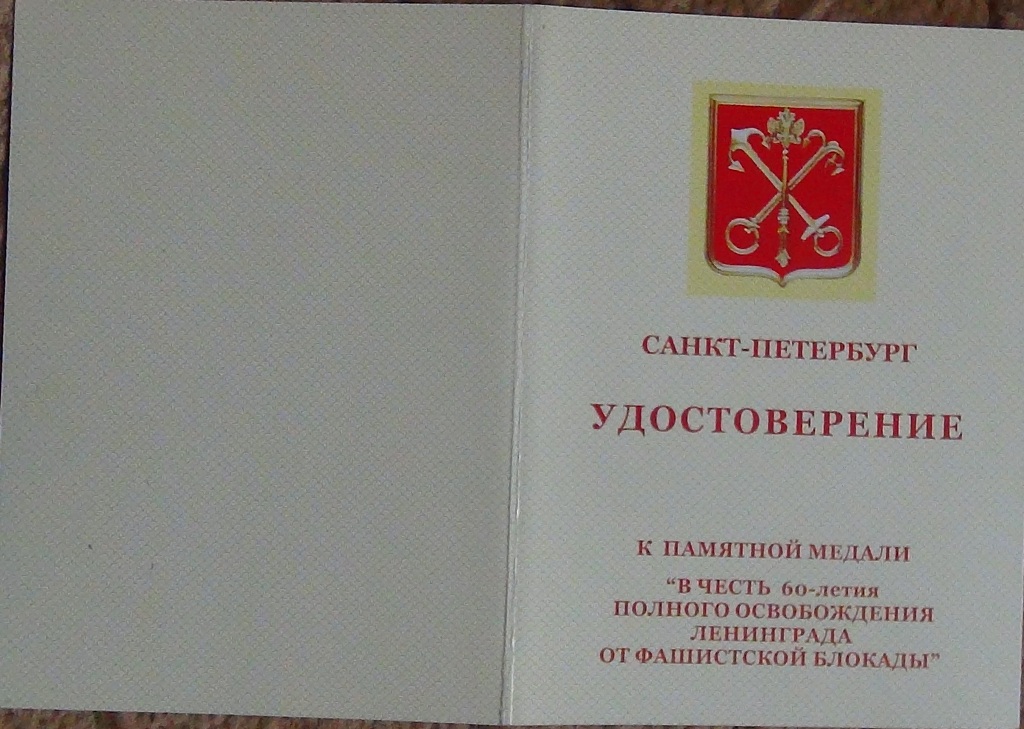 САНКТ-ПЕТЕРБУРГ
УДОСТОВЕРЕНИЕ
К ПАМЯТНОЙ МЕДАЛИ
“В ЧЕСТЬ 60-летия
ПОЛНОГО ОСВОБОЖДЕНИЯ
ЛЕНИНГРАДА
ОТ ФАШИСТСКОЙ БЛОКАДЫ”